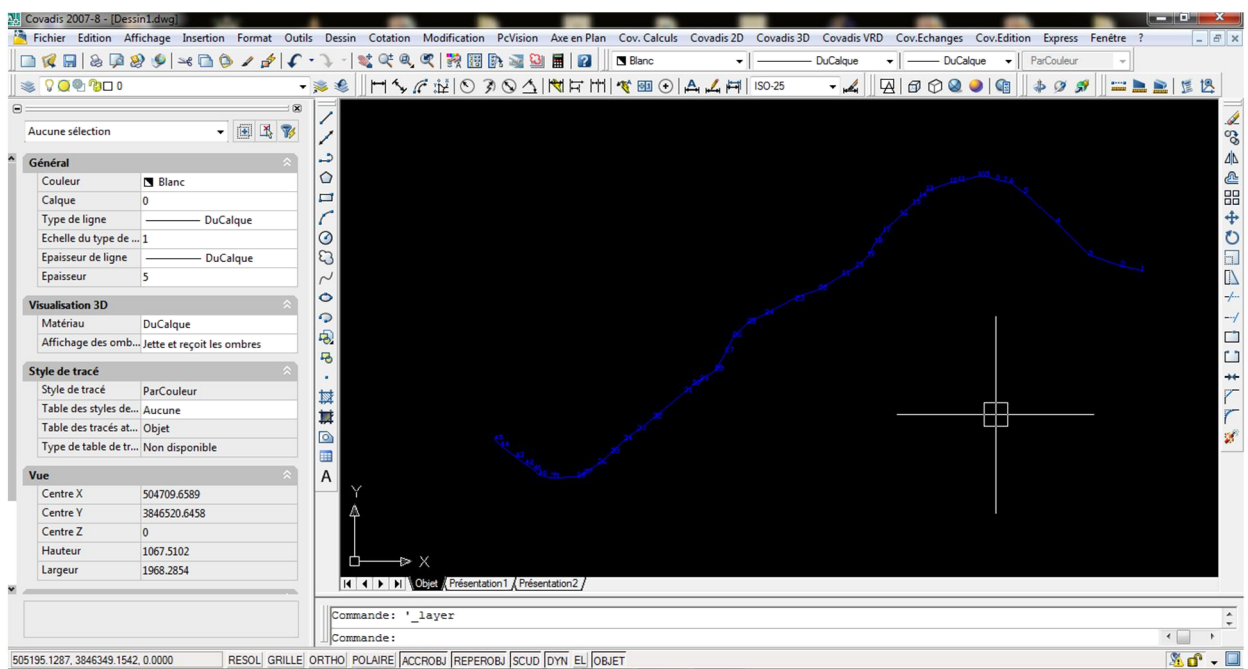 Covadis 2007-8 - [Dessin1.dwg]
Fichier Edition Affichage Insertion Format Outils Dessin Cotation Modification PcVision Axe en Plan Cov. Calculs Covadis 2D Covadis 3D Covadis VRD Cov.Echanges Cov.Edition Express Fenêtre ?
Blanc DuCalque DuCalque ParCouleur
0 ISO-25
Aucune sélection
Général
Couleur Blanc
Calque 0
Type de ligne DuCalque
Echelle du type de ... 1
Epaisseur de ligne DuCalque
Epaisseur 5
Visualisation 3D
Matériau DuCalque
Affichage des omb... Jette et reçoit les ombres
Style de tracé
Style de tracé ParCouleur
Table des styles de... Aucune
Table des tracés at... Objet
Type de table de tr... Non disponible
Vue
Centre X 504709.6589
Centre Y 3846520.6458
Centre Z 0
Hauteur 1067.5102
Largeur 1968.2854
Y
X
Objet Présentation1 Présentation2
Commande: '_layer
Commande:
505195.1287, 3846349.1542, 0.0000 RESOL GRILLE ORTHO POLAIRE ACCROBJ REPEROBJ SCUD DYN EL OBJET